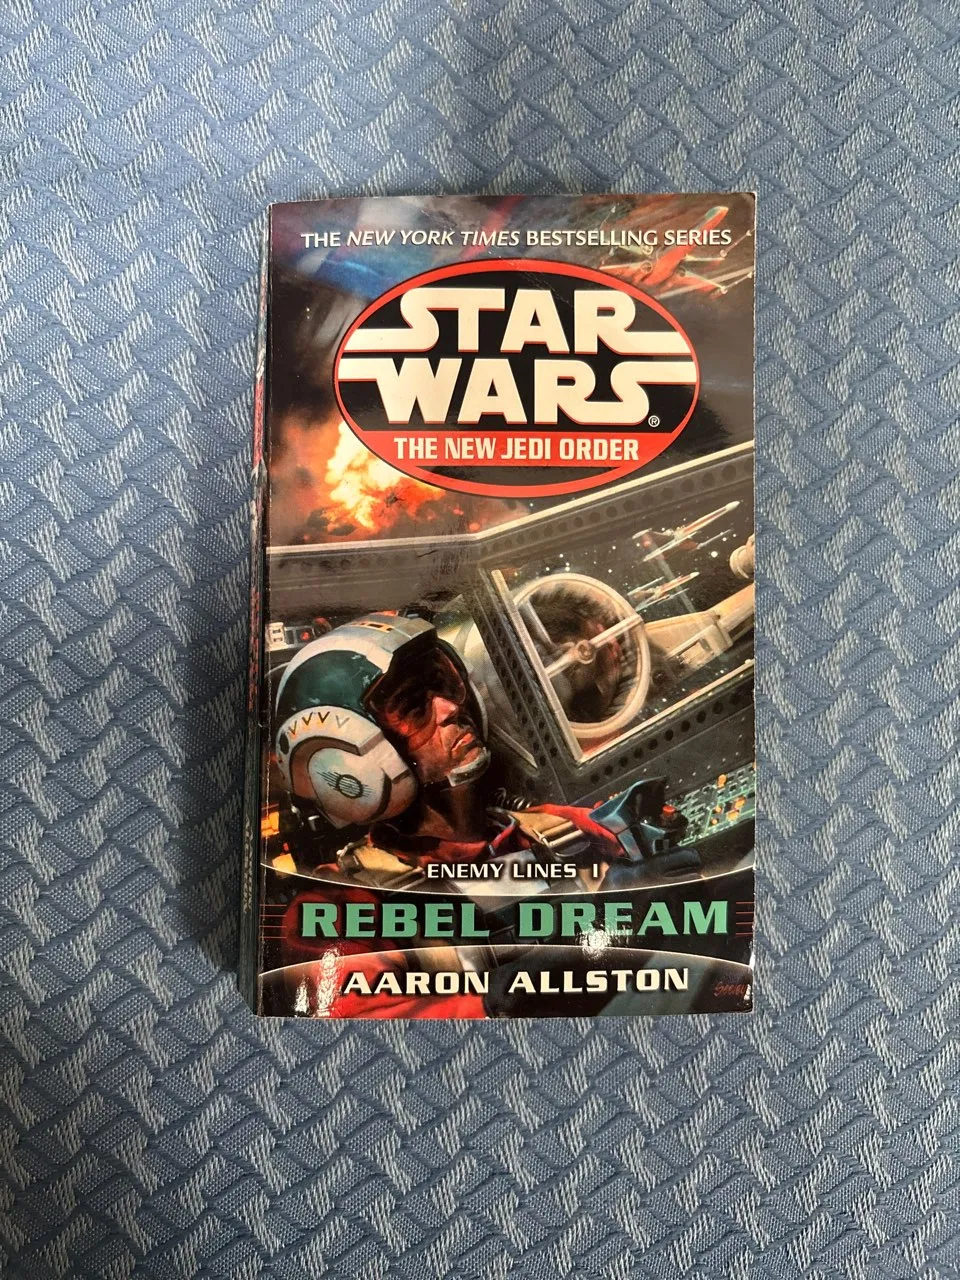 THE NEW YORK TIMES BESTSELLING SERIES
STAR
WARS®
THE NEW JEDI ORDER
ENEMY LINES I
REBEL DREAM
AARON ALLSTON